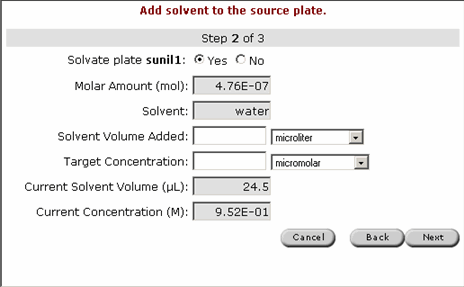 Add solvent to the source plate.
Step 2 of 3
Solvate plate sunil1: Yes No
Molar Amount (mol): 4.76E-07
Solvent: water
Solvent Volume Added: microliter
Target Concentration: micromolar
Current Solvent Volume (µL): 24.5
Current Concentration (M): 9.52E-01
Cancel Back Next